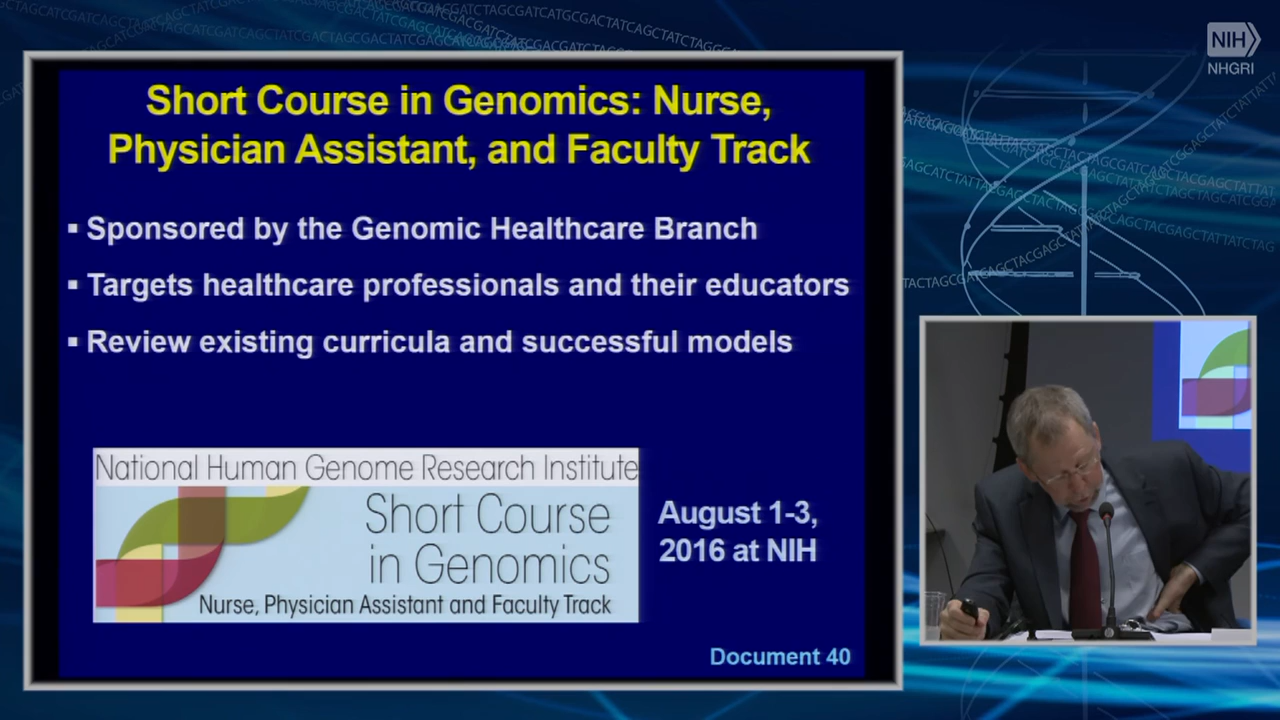 NIH
NHGRI
Short Course in Genomics: Nurse,
Physician Assistant, and Faculty Track
▪ Sponsored by the Genomic Healthcare Branch
▪ Targets healthcare professionals and their educators
▪ Review existing curricula and successful models
National Human Genome Research Institute
Short Course
in Genomics
Nurse, Physician Assistant and Faculty Track
August 1-3,
2016 at NIH
Document 40